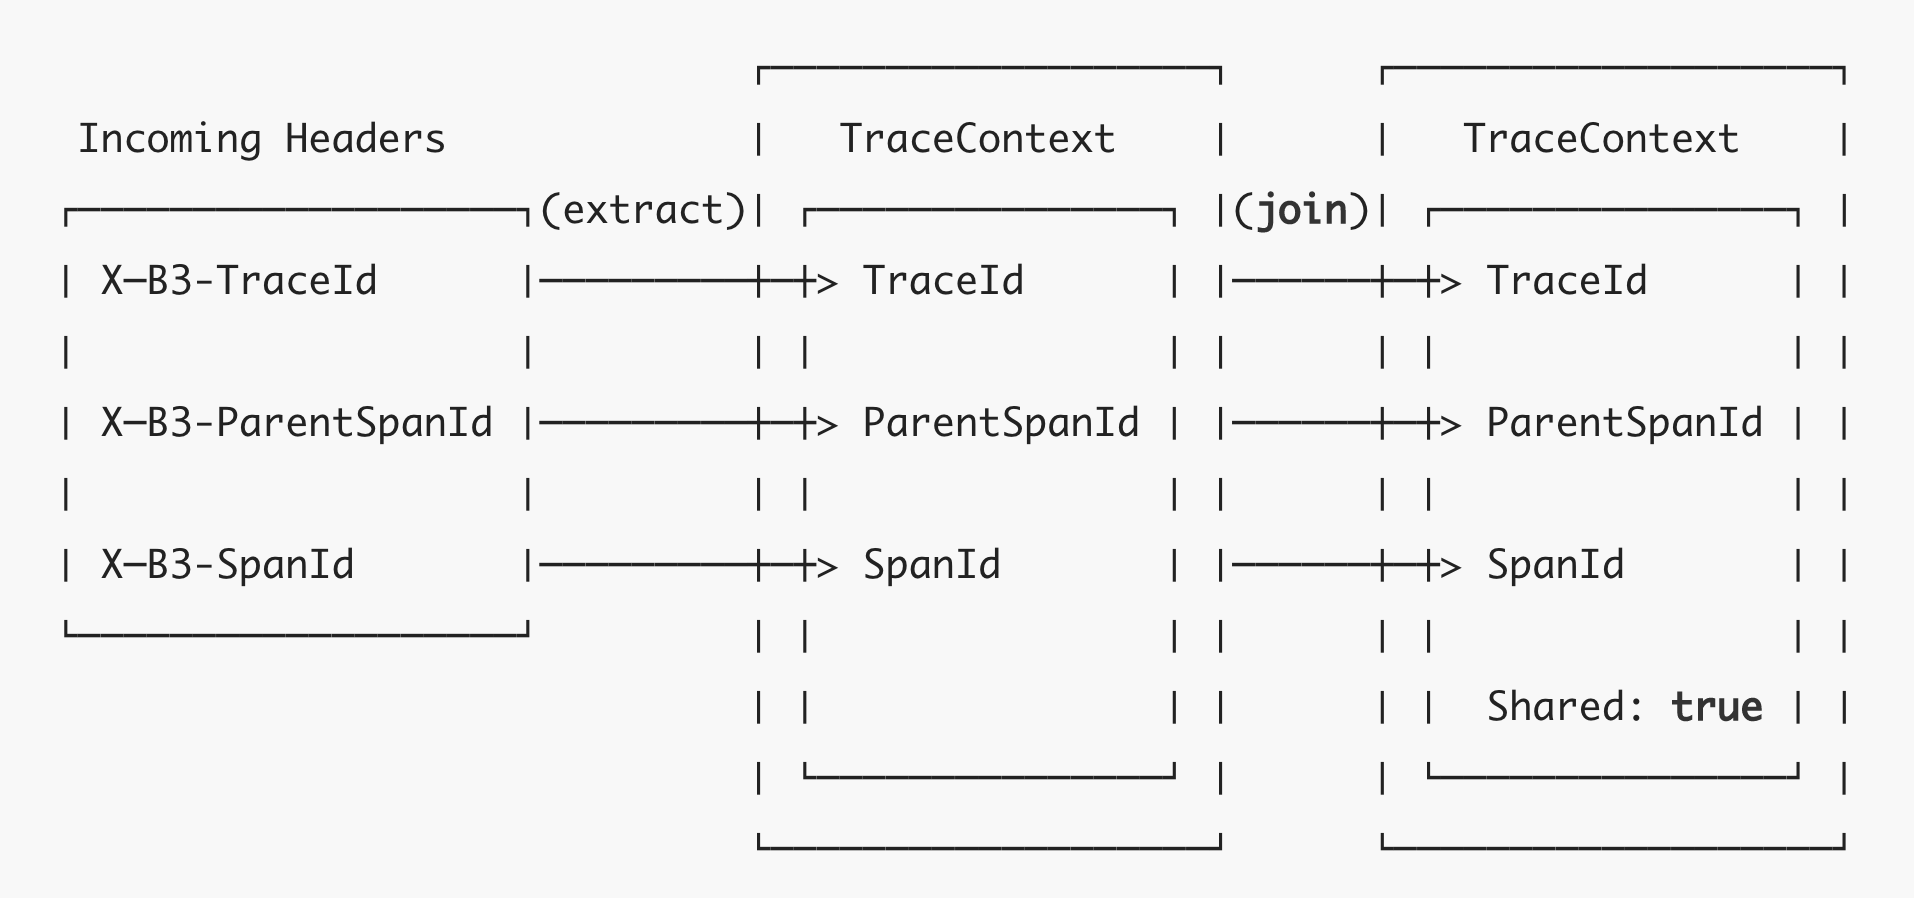 Incoming Headers TraceContext TraceContext
(extract) (join)
X─B3-TraceId TraceId TraceId
X─B3-ParentSpanId ParentSpanId ParentSpanId
X─B3-SpanId SpanId SpanId
Shared: true